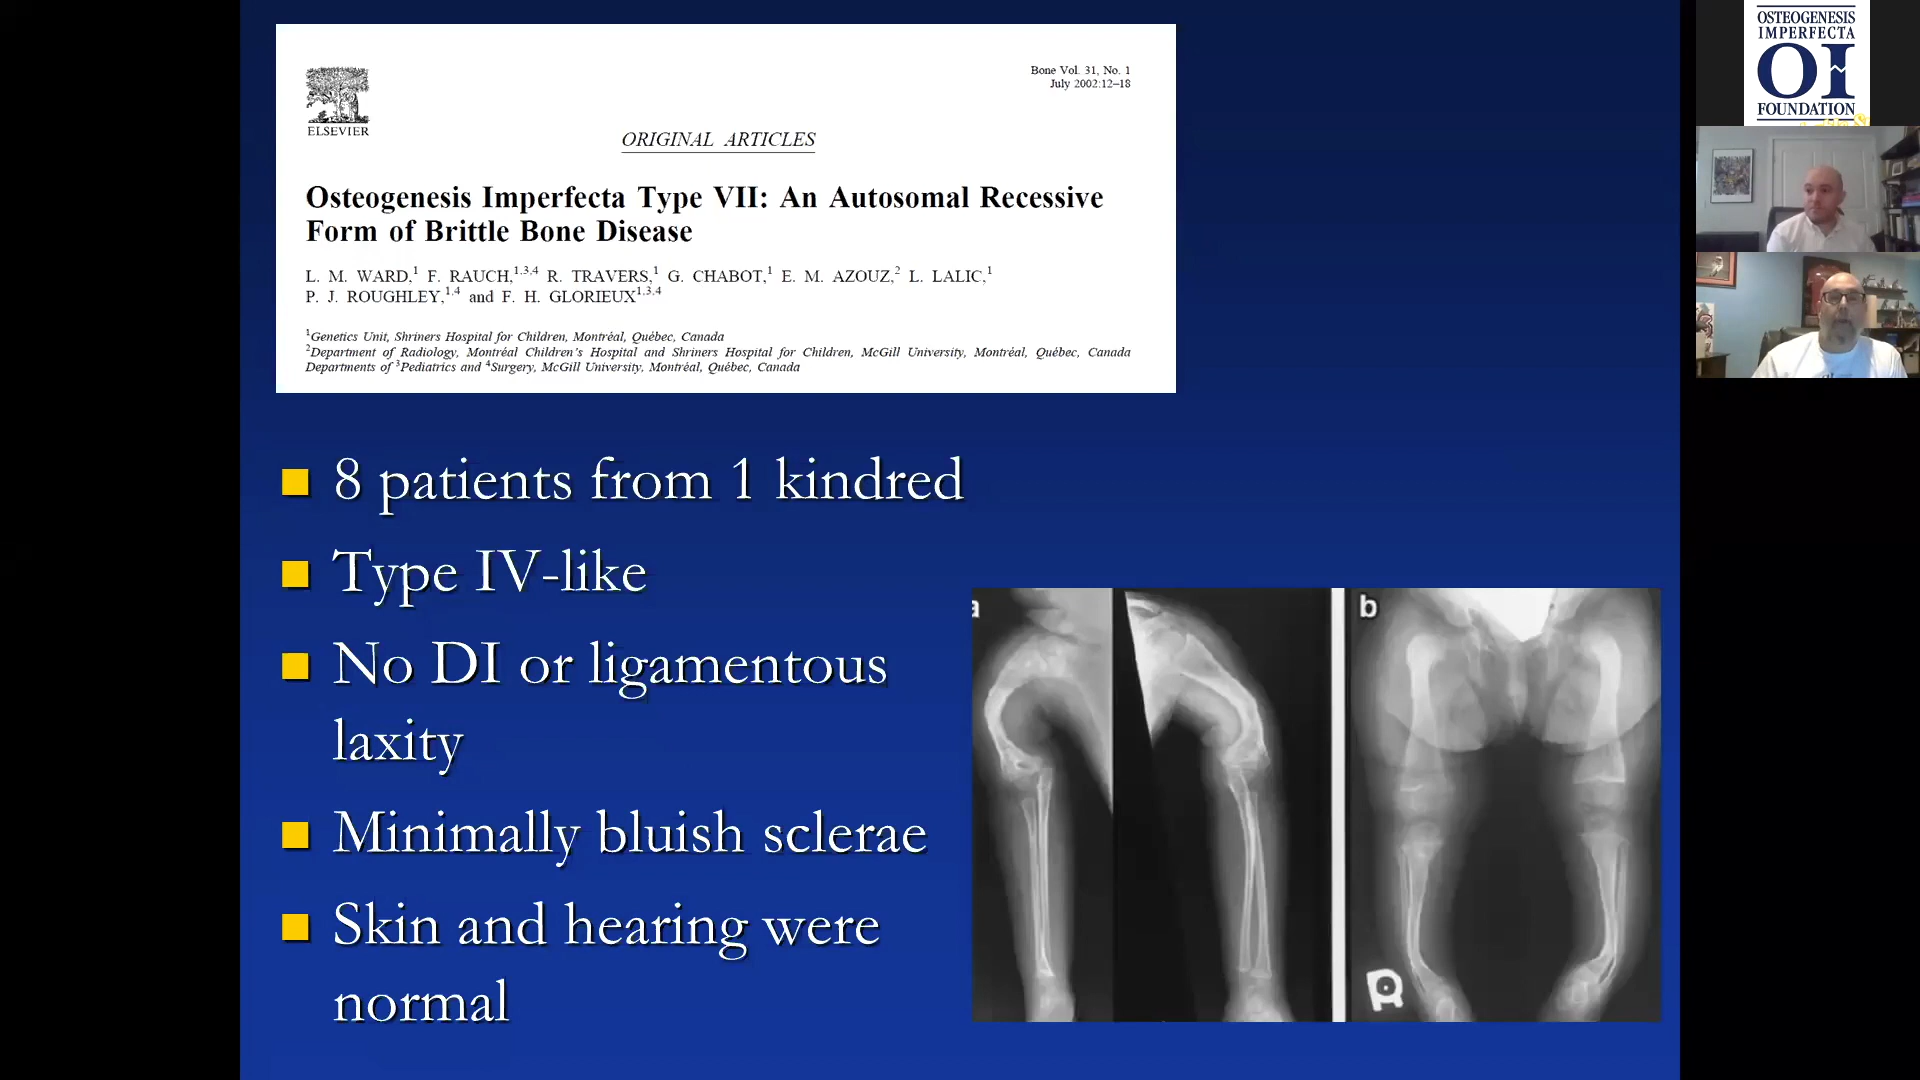 ELSEVIER
Bone Vol. 31, No. 1
July 2002:12–18
ORIGINAL ARTICLES
Osteogenesis Imperfecta Type VII: An Autosomal Recessive
Form of Brittle Bone Disease
L. M. WARD,1 F. RAUCH,1,3,4 R. TRAVERS,1 G. CHABOT,1 E. M. AZOUZ,2 L. LALIC,1
P. J. ROUGHLEY,1,4 and F. H. GLORIEUX1,3,4
1Genetics Unit, Shriners Hospital for Children, Montréal, Québec, Canada
2Department of Radiology, Montréal Children's Hospital and Shriners Hospital for Children, McGill University, Montréal, Québec, Canada
Departments of 3Pediatrics and 4Surgery, McGill University, Montréal, Québec, Canada
8 patients from 1 kindred
Type IV-like
No DI or ligamentous
laxity
Minimally bluish sclerae
Skin and hearing were
normal
a
b
R
OSTEOGENESIS
IMPERFECTA
OI
FOUNDATION